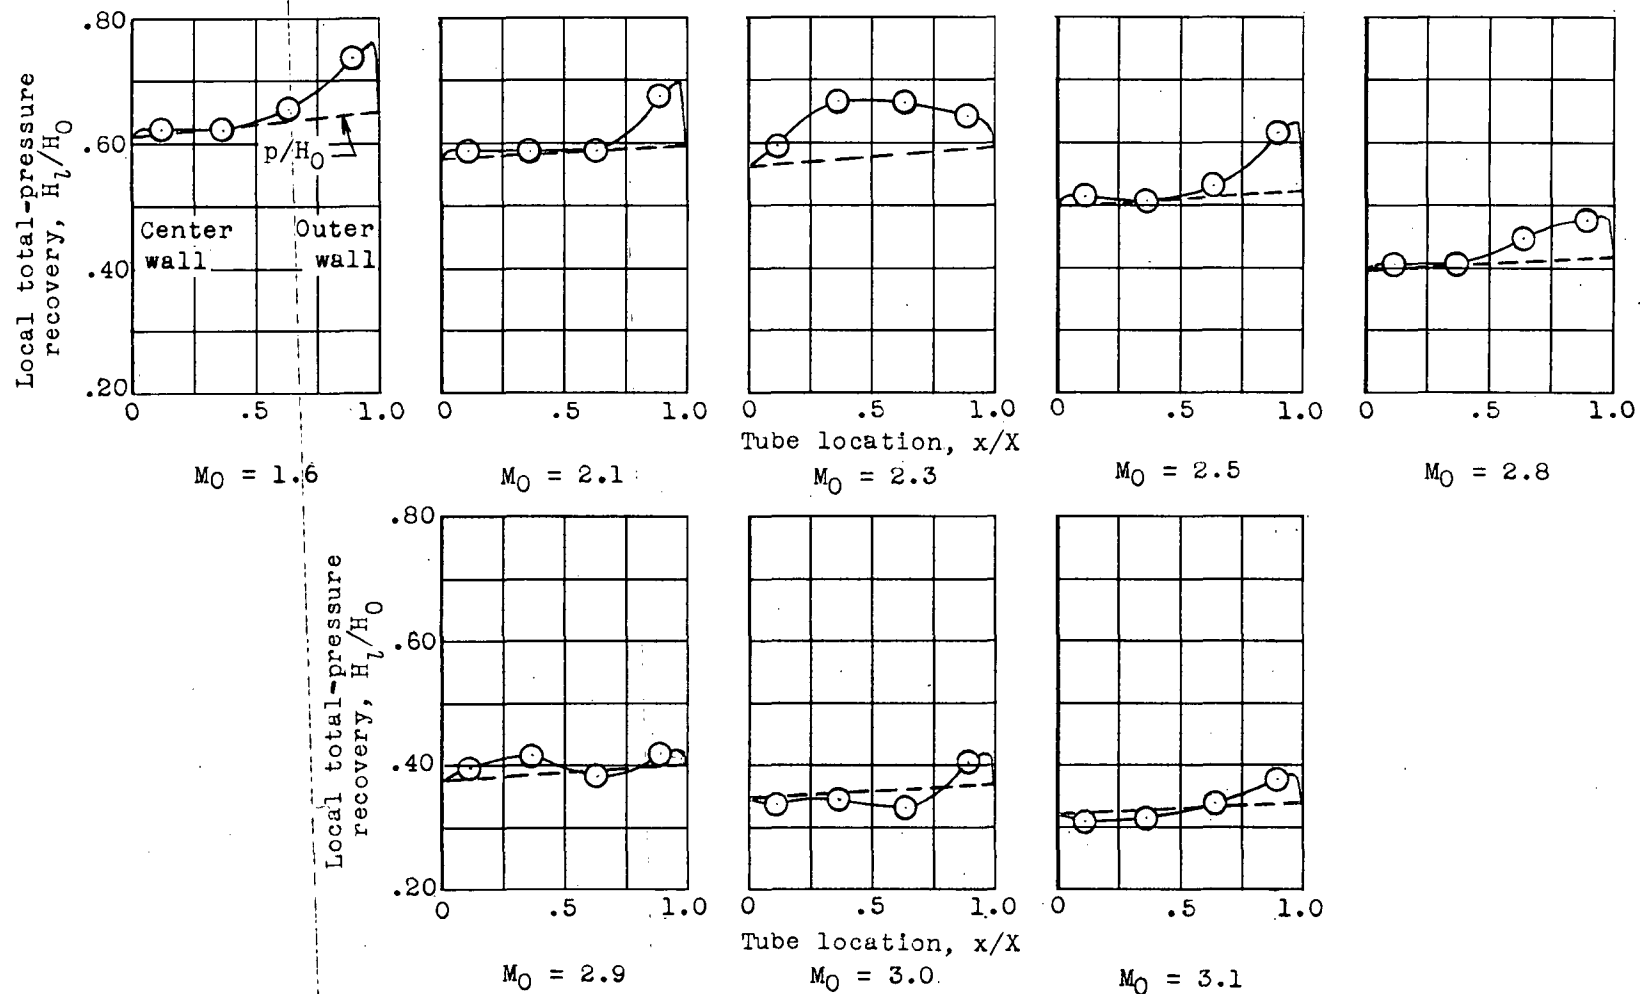 .80
.60
.40
.20
Local total-pressure
recovery, H_l/H_0
p/H_0
Center
wall
Outer
wall
0 .5 1.0 0 .5 1.0 0 .5 1.0 0 .5 1.0 0 .5 1.0
Tube location, x/X
M_0 = 1.6 M_0 = 2.1 M_0 = 2.3 M_0 = 2.5 M_0 = 2.8
.80
.60
.40
.20
Local total-pressure
recovery, H_l/H_0
0 .5 1.0 0 .5 1.0 0 .5 1.0
Tube location, x/X
M_0 = 2.9 M_0 = 3.0 M_0 = 3.1